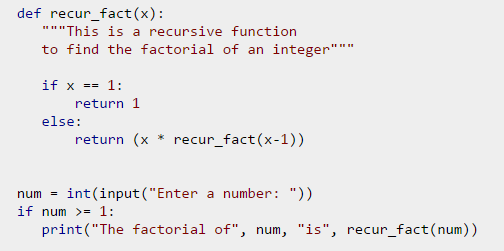 def recur_fact(x):
    """This is a recursive function
    to find the factorial of an integer"""

    if x == 1:
        return 1
    else:
        return (x * recur_fact(x-1))

num = int(input("Enter a number: "))
if num >= 1:
    print("The factorial of", num, "is", recur_fact(num))